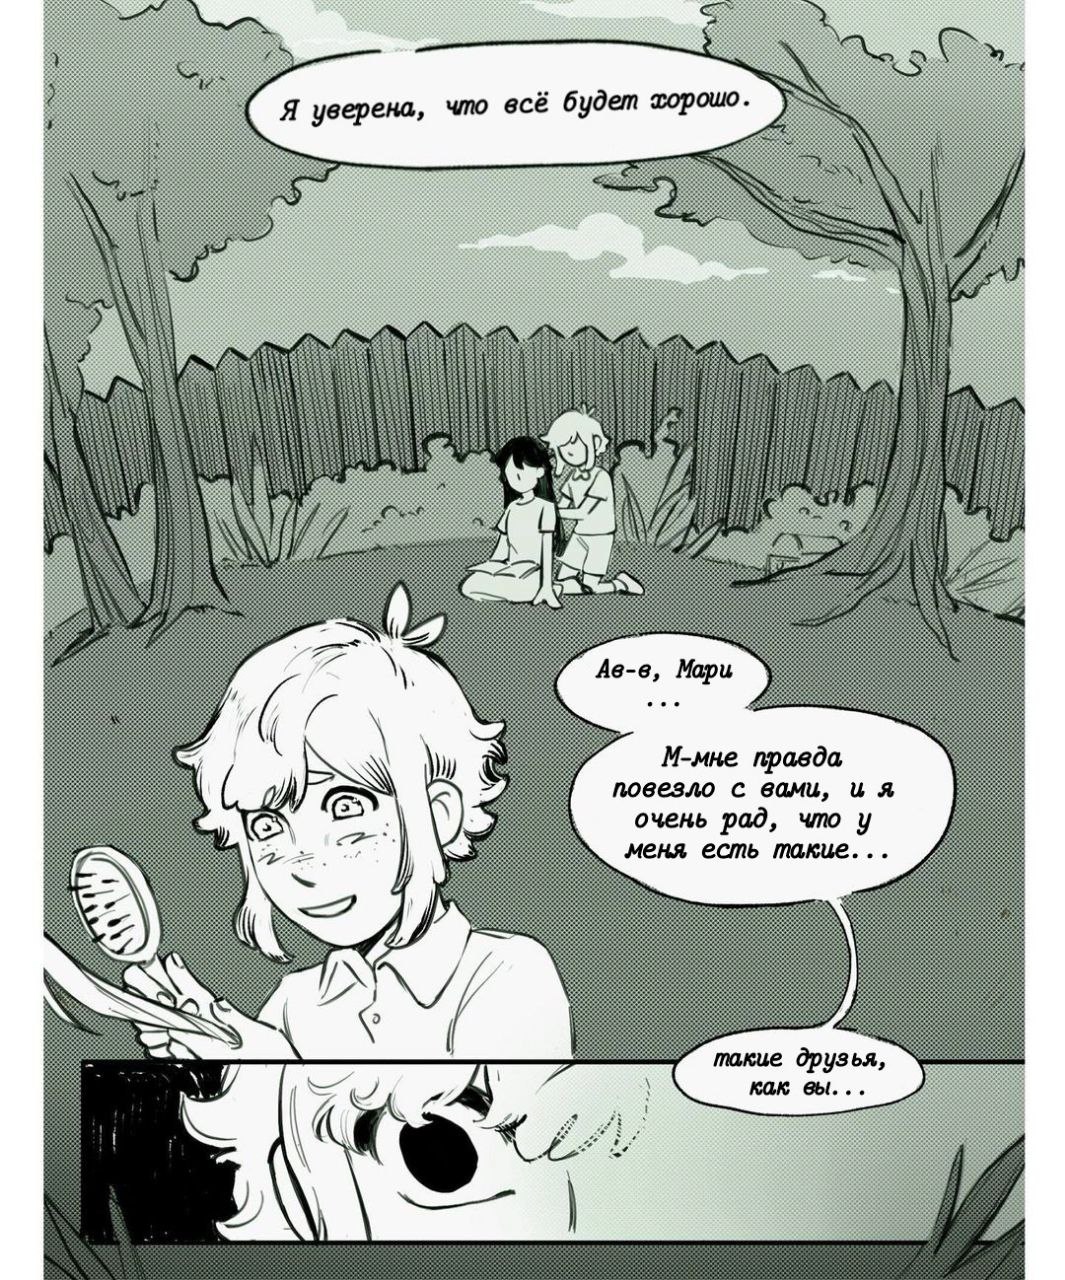 Я уверена, что всё будет хорошо.
Ав-в, Мари
...
М-мне правда
повезло с вами, и я
очень рад, что у
меня есть такие...
такие друзья,
как вы...